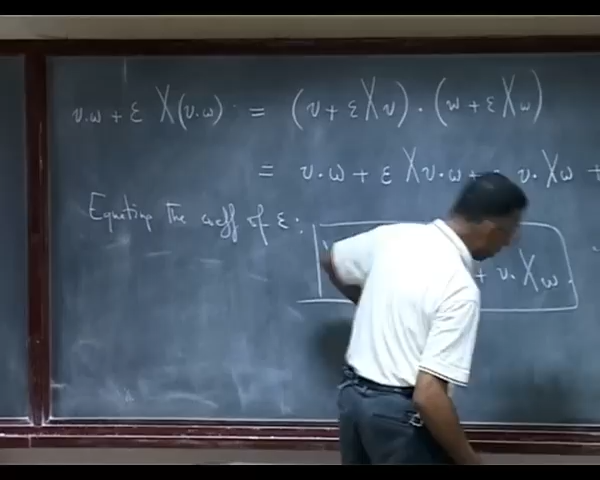 v.w + ε X(v.w) = (v + εXv) . (w + εXw)
= v.w + ε Xv.w + v.Xw +
Equating the coeff of ε :
+ v.Xw .